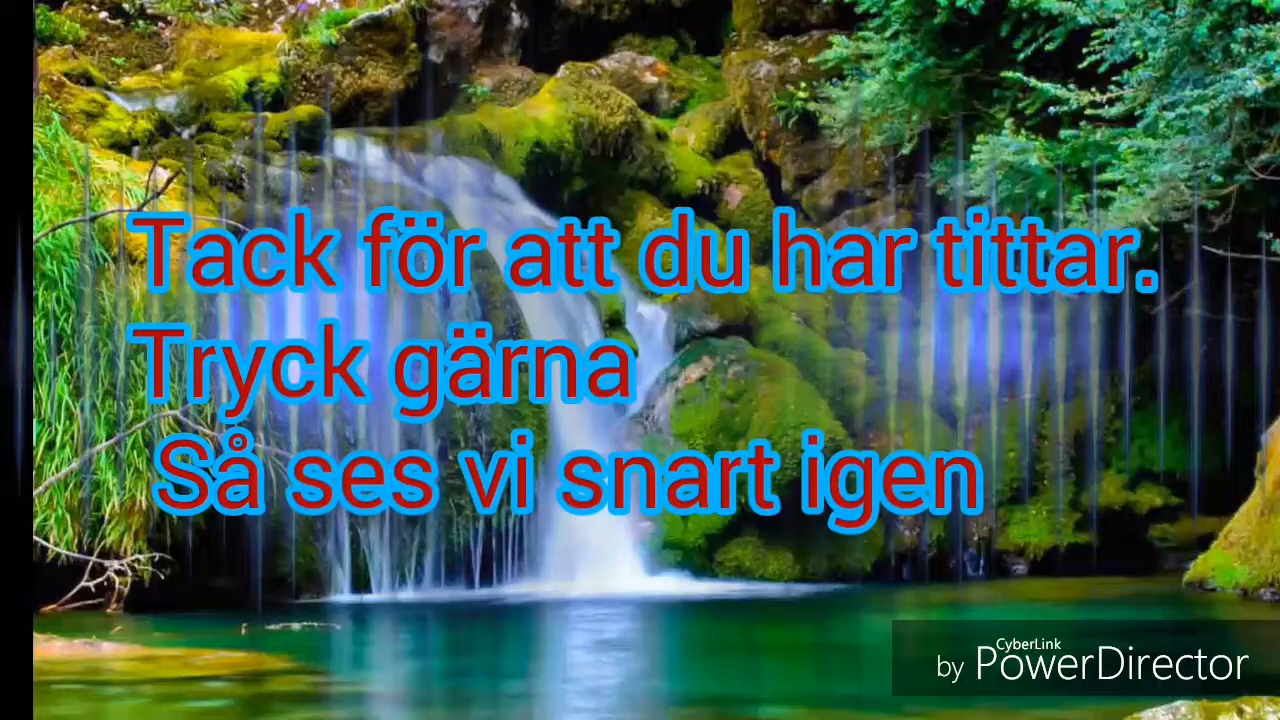 Tack för att du har tittar.
Tryck gärna
Så ses vi snart igen
CyberLink
by PowerDirector